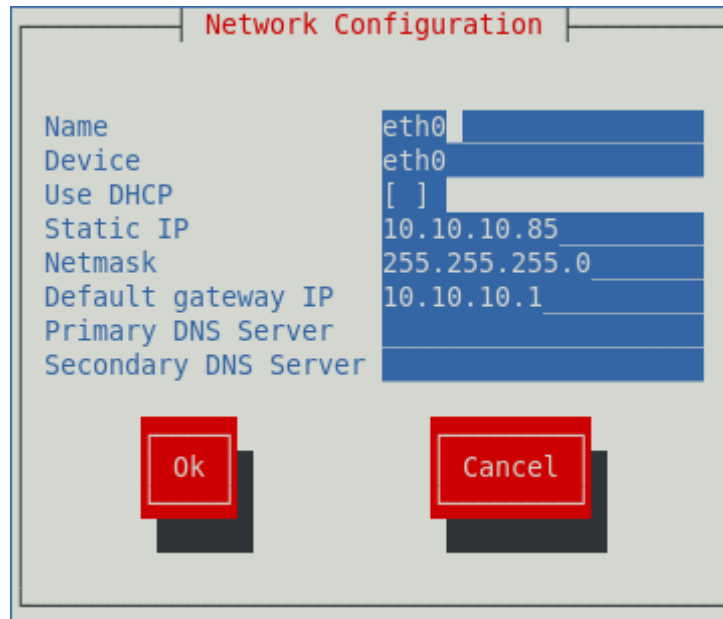 Network Configuration
Name eth0
Device eth0
Use DHCP [ ]
Static IP 10.10.10.85
Netmask 255.255.255.0
Default gateway IP 10.10.10.1
Primary DNS Server
Secondary DNS Server
Ok Cancel